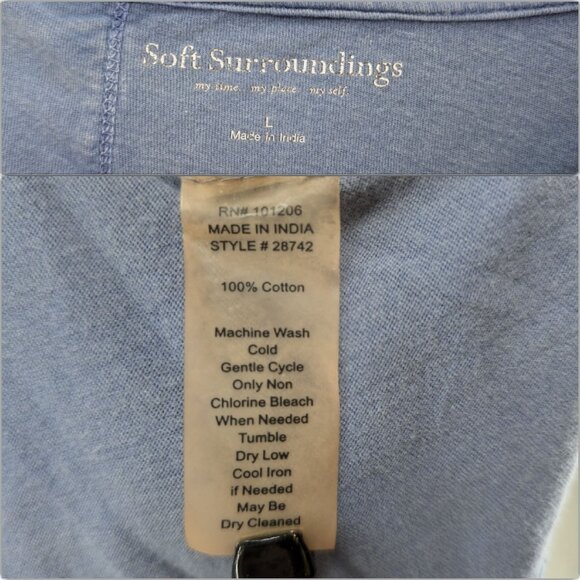 Soft Surroundings
my time. my place. my self.
L
Made in India
RN# 101206
MADE IN INDIA
STYLE # 28742
100% Cotton
Machine Wash
Cold
Gentle Cycle
Only Non
Chlorine Bleach
When Needed
Tumble
Dry Low
Cool Iron
if Needed
May Be
Dry Cleaned